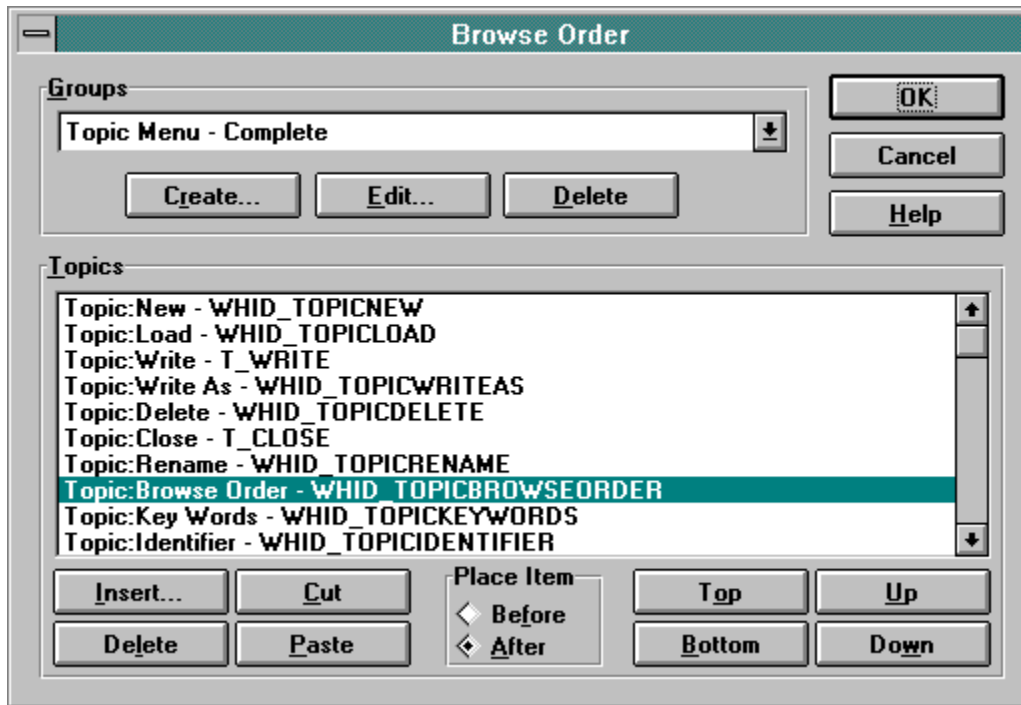 Browse Order
Groups
Topic Menu - Complete
Create...
Edit...
Delete
OK
Cancel
Help
Topics
Topic:New - WHID_TOPICNEW
Topic:Load - WHID_TOPICLOAD
Topic:Write - T_WRITE
Topic:Write As - WHID_TOPICWRITEAS
Topic:Delete - WHID_TOPICDELETE
Topic:Close - T_CLOSE
Topic:Rename - WHID_TOPICRENAME
Topic:Browse Order - WHID_TOPICBROWSEORDER
Topic:Key Words - WHID_TOPICKEYWORDS
Topic:Identifier - WHID_TOPICIDENTIFIER
Insert...
Cut
Delete
Paste
Place Item
Before
After
Top
Up
Bottom
Down